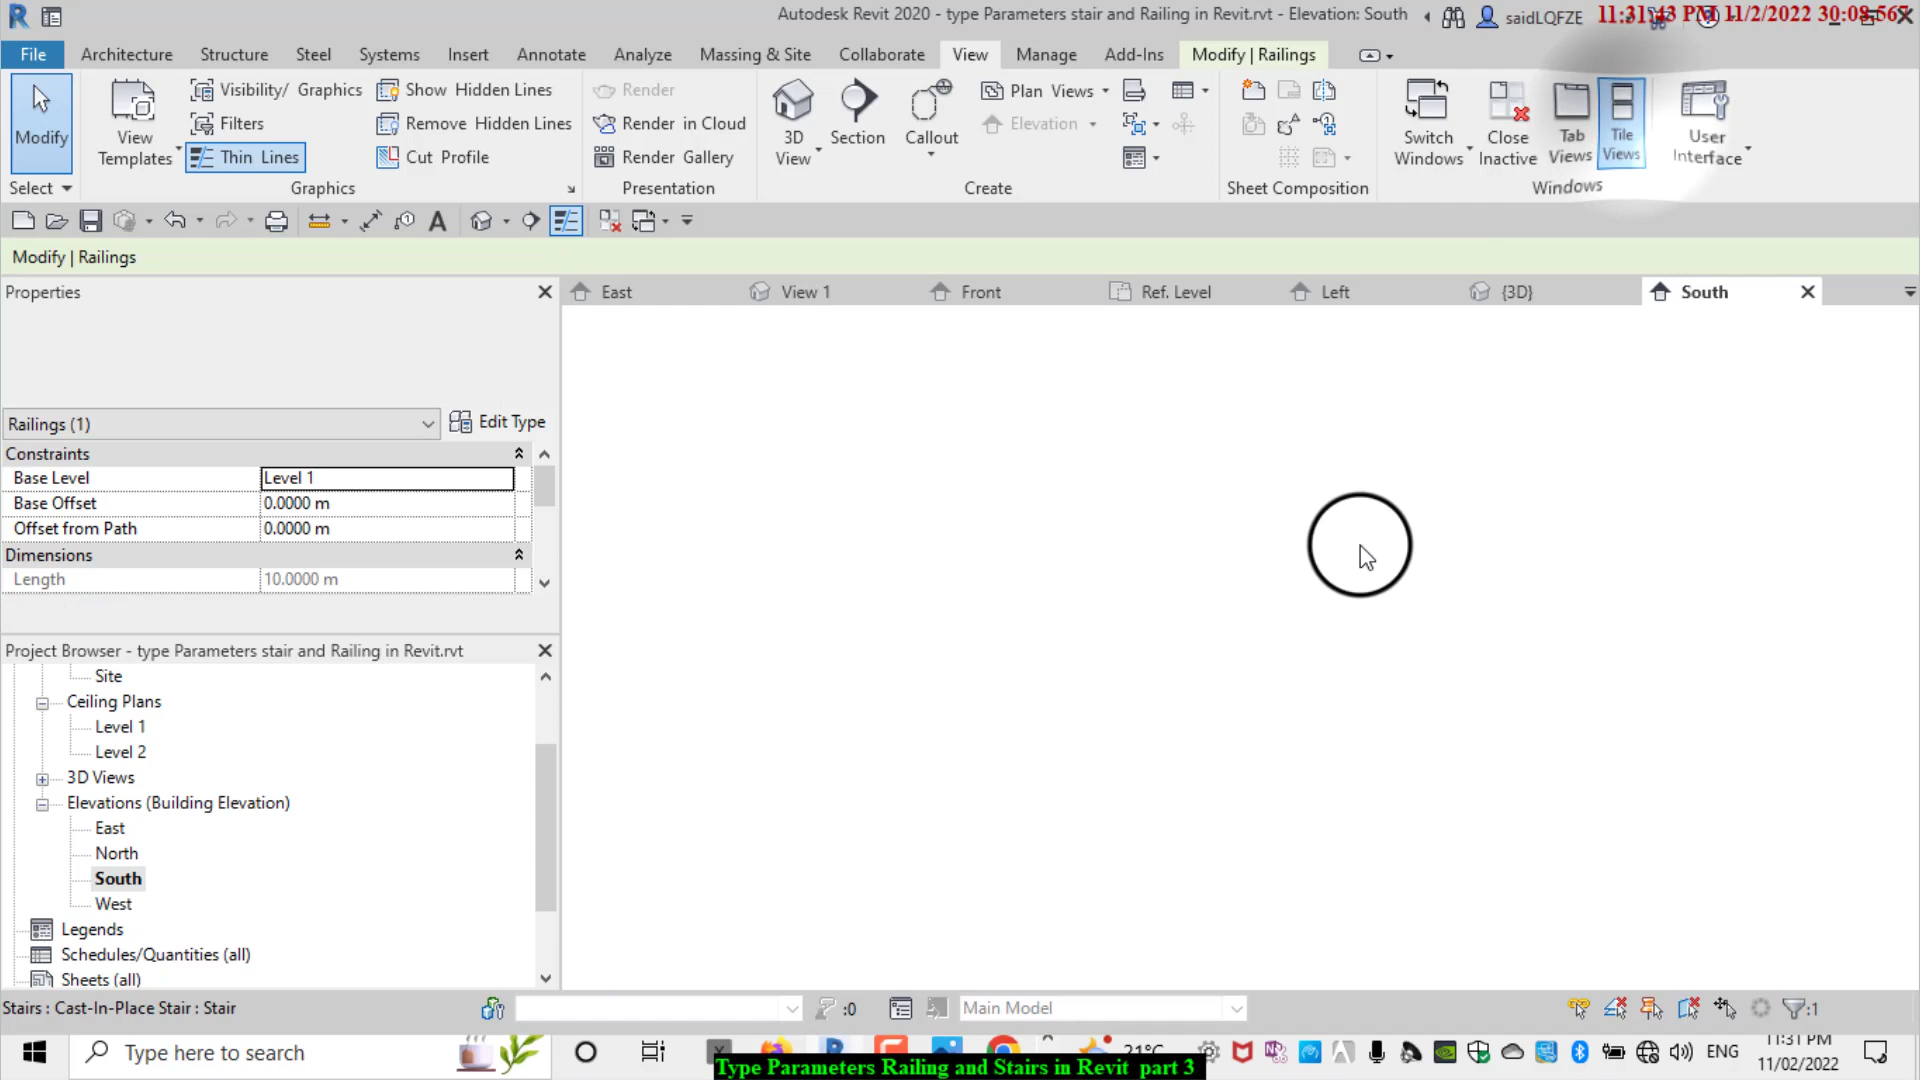 Autodesk Revit 2020 - type Parameters stair and Railing in Revit.rvt - Elevation: South
saidLQFZE
11:31:43 PM 11/2/2022 30:08.567
File Architecture Structure Steel Systems Insert Annotate Analyze Massing & Site Collaborate View Manage Add-Ins Modify | Railings
Modify
View Templates
Visibility/ Graphics
Filters
Thin Lines
Show Hidden Lines
Remove Hidden Lines
Cut Profile
Render
Render in Cloud
Render Gallery
3D View
Section
Callout
Plan Views
Elevation
Switch Windows
Close Inactive
Tab Views
Tile Views
User Interface
Select Graphics Presentation Create Sheet Composition Windows
Modify | Railings
Properties
East View 1 Front Ref. Level Left {3D} South
Railings (1)
Edit Type
Constraints
Base Level Level 1
Base Offset 0.0000 m
Offset from Path 0.0000 m
Dimensions
Length 10.0000 m
Project Browser - type Parameters stair and Railing in Revit.rvt
Site
Ceiling Plans
Level 1
Level 2
3D Views
Elevations (Building Elevation)
East
North
South
West
Legends
Schedules/Quantities (all)
Sheets (all)
Stairs : Cast-In-Place Stair : Stair
:0
Main Model
:1
Type here to search
21°C
ENG
11:31 PM
11/02/2022
Type Parameters Railing and Stairs in Revit part 3